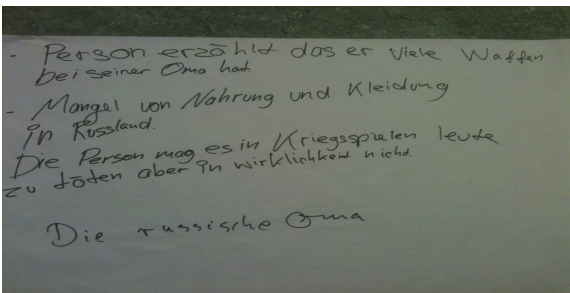 - Person erzählt das er viele Waffen
bei seiner Oma hat.
- Mangel von Nahrung und Kleidung
in Russland.
Die Person mag es in Kriegsspielen leute
zu töten aber in wirklichkeit nicht.
Die russische Oma